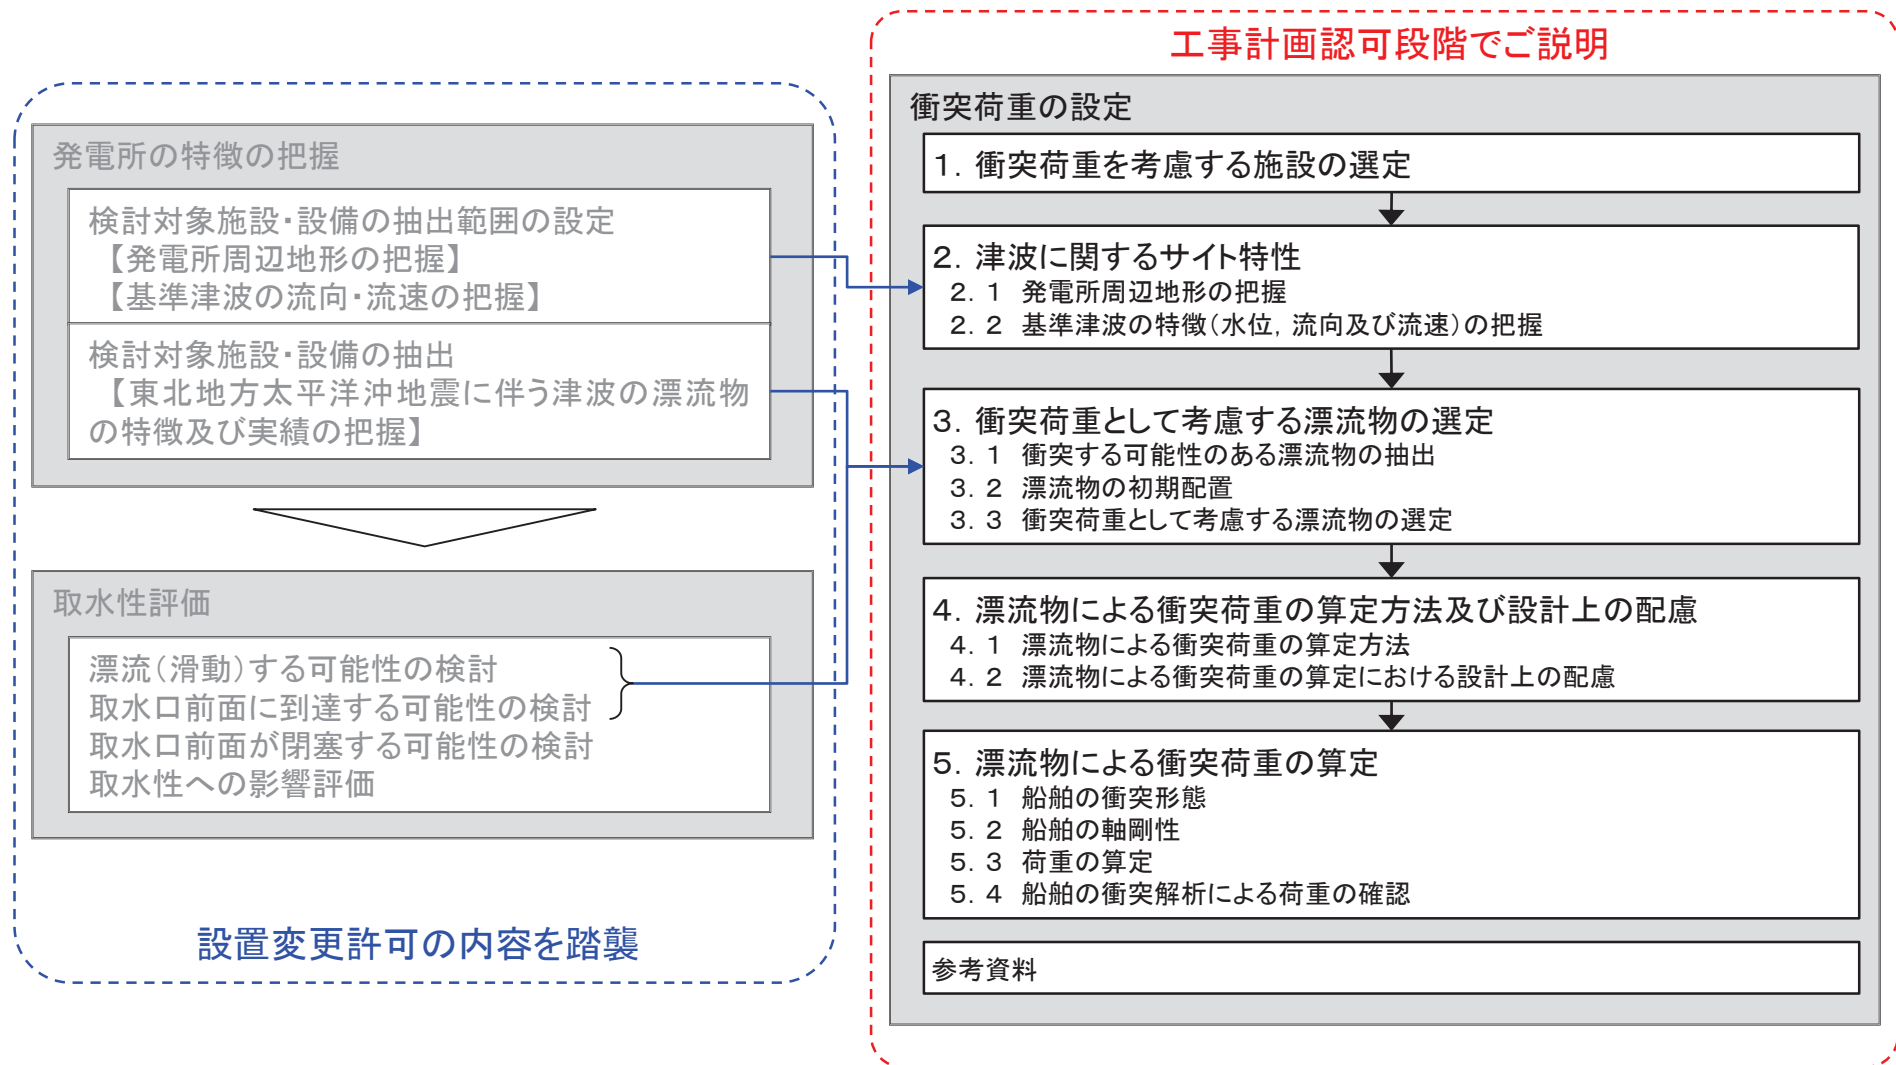 発電所の特徴の把握
検討対象施設・設備の抽出範囲の設定
【発電所周辺地形の把握】
【基準津波の流向・流速の把握】
検討対象施設・設備の抽出
【東北地方太平洋沖地震に伴う津波の漂流物
の特徴及び実績の把握】
取水性評価
漂流（滑動）する可能性の検討
取水口前面に到達する可能性の検討
取水口前面が閉塞する可能性の検討
取水性への影響評価
設置変更許可の内容を踏襲
工事計画認可段階でご説明
衝突荷重の設定
１．衝突荷重を考慮する施設の選定
２．津波に関するサイト特性
２．１　発電所周辺地形の把握
２．２　基準津波の特徴（水位，流向及び流速）の把握
３．衝突荷重として考慮する漂流物の選定
３．１　衝突する可能性のある漂流物の抽出
３．２　漂流物の初期配置
３．３　衝突荷重として考慮する漂流物の選定
４．漂流物による衝突荷重の算定方法及び設計上の配慮
４．１　漂流物による衝突荷重の算定方法
４．２　漂流物による衝突荷重の算定における設計上の配慮
５．漂流物による衝突荷重の算定
５．１　船舶の衝突形態
５．２　船舶の軸剛性
５．３　荷重の算定
５．４　船舶の衝突解析による荷重の確認
参考資料